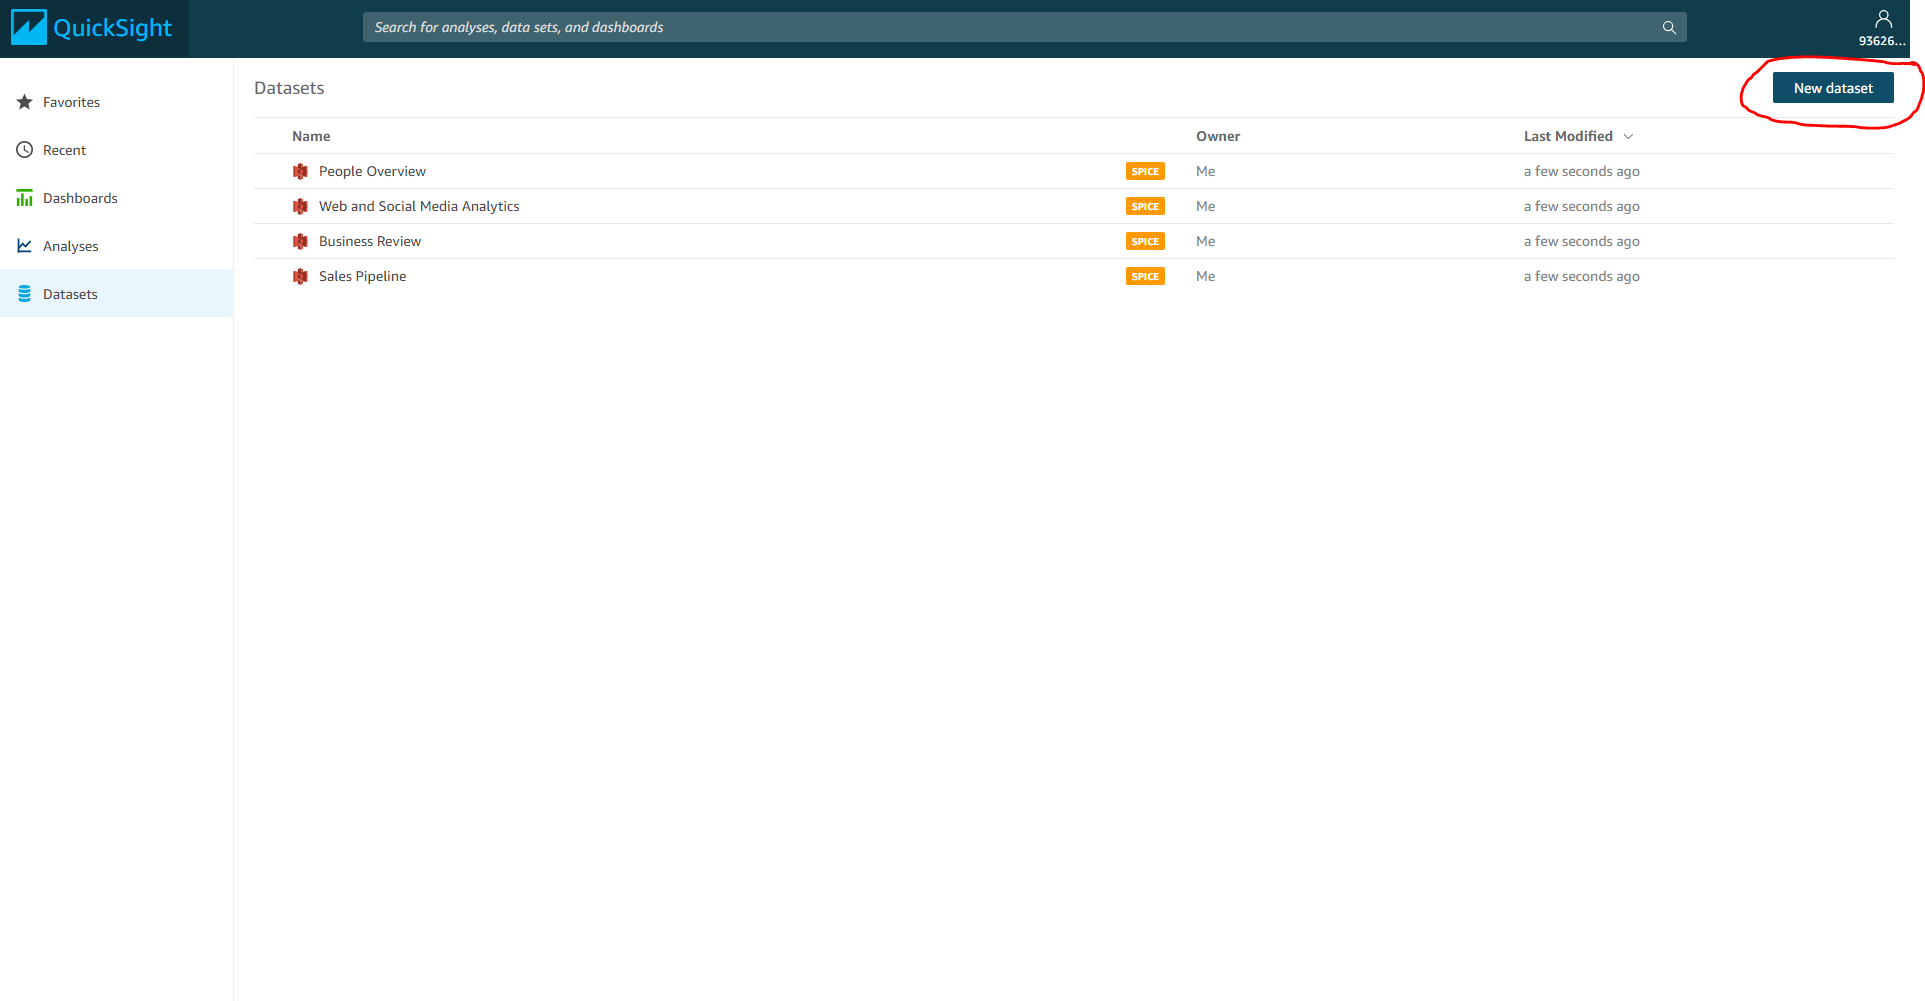 QuickSight
Search for analyses, data sets, and dashboards
93626...
Favorites
Recent
Dashboards
Analyses
Datasets
Datasets
New dataset
Name Owner Last Modified
People Overview SPICE Me a few seconds ago
Web and Social Media Analytics SPICE Me a few seconds ago
Business Review SPICE Me a few seconds ago
Sales Pipeline SPICE Me a few seconds ago